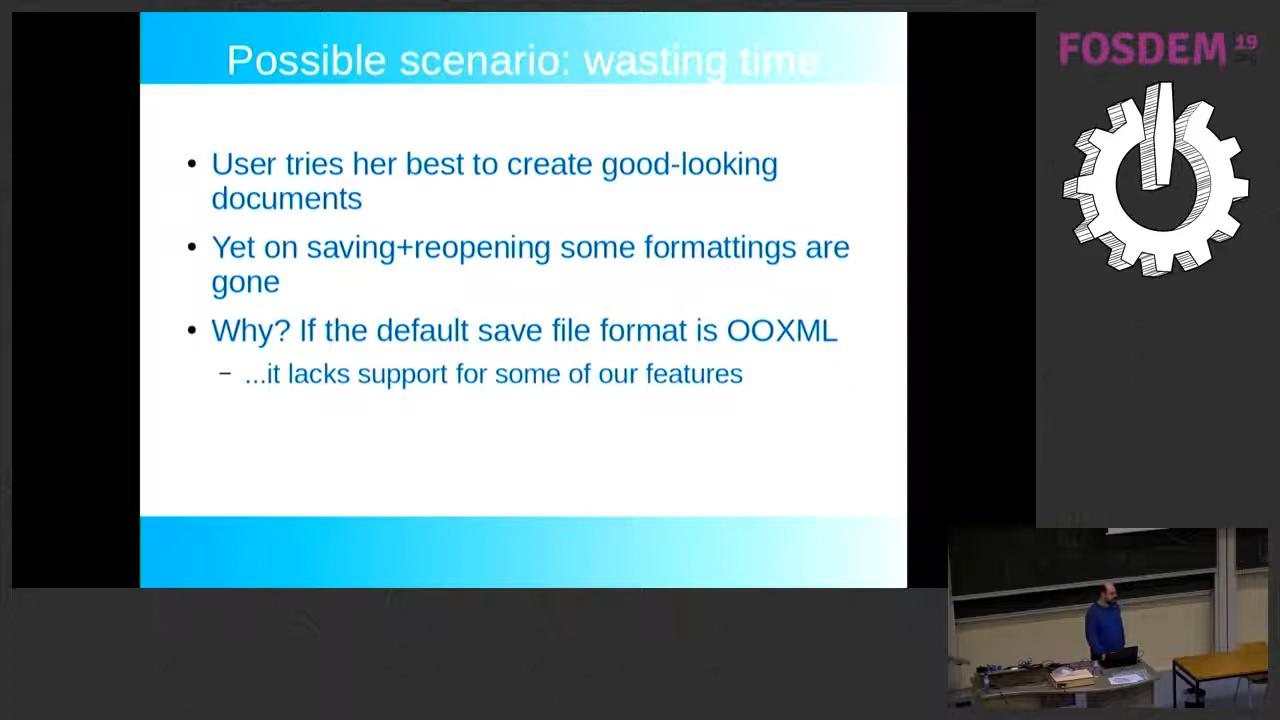 Possible scenario: wasting time
FOSDEM 19
.org
• User tries her best to create good-looking
documents
• Yet on saving+reopening some formattings are
gone
• Why? If the default save file format is OOXML
– ...it lacks support for some of our features